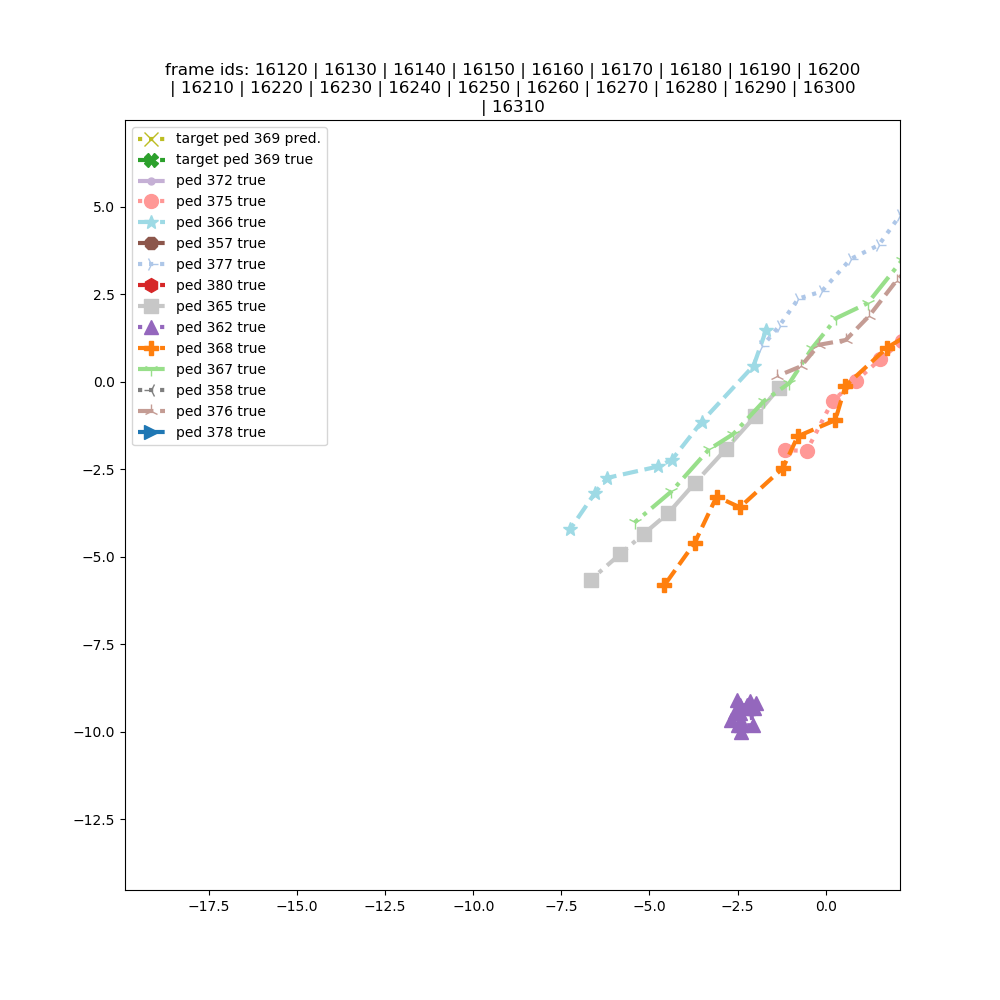 frame ids: 16120 | 16130 | 16140 | 16150 | 16160 | 16170 | 16180 | 16190 | 16200
| 16210 | 16220 | 16230 | 16240 | 16250 | 16260 | 16270 | 16280 | 16290 | 16300
| 16310
target ped 369 pred.
target ped 369 true
ped 372 true
ped 375 true
ped 366 true
ped 357 true
ped 377 true
ped 380 true
ped 365 true
ped 362 true
ped 368 true
ped 367 true
ped 358 true
ped 376 true
ped 378 true
5.0
2.5
0.0
−2.5
−5.0
−7.5
−10.0
−12.5
−17.5 −15.0 −12.5 −10.0 −7.5 −5.0 −2.5 0.0